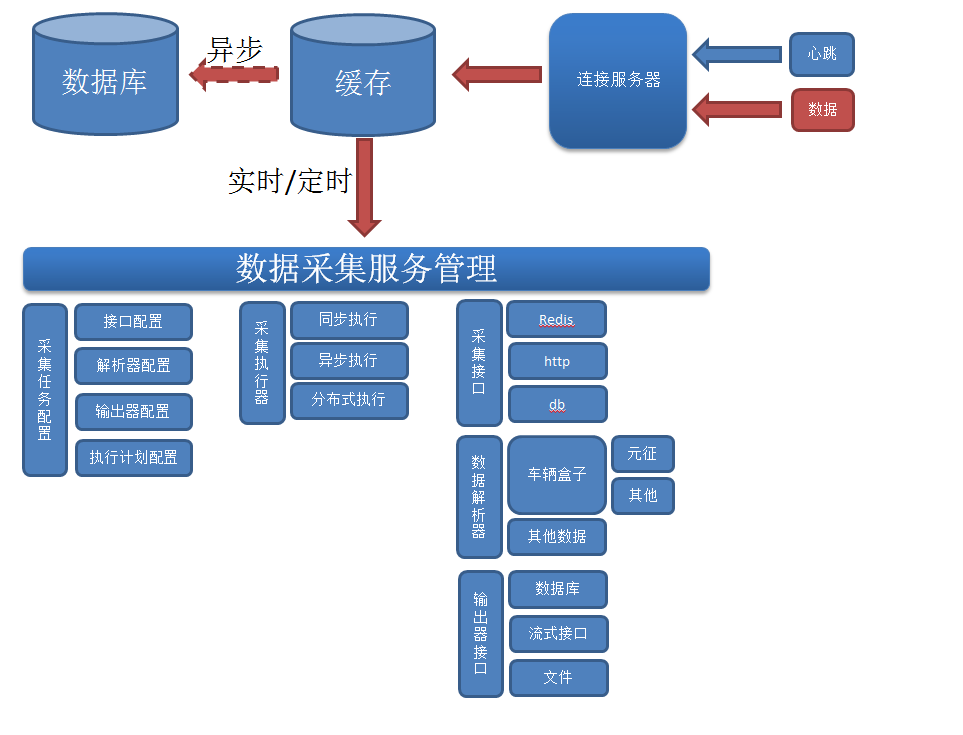 数据库
异步
缓存
连接服务器
心跳
数据
实时/定时
数据采集服务管理
采集任务配置
接口配置
解析器配置
输出器配置
执行计划配置
采集执行器
同步执行
异步执行
分布式执行
采集接口
Redis
http
db
数据解析器
车辆盒子
元征
其他
其他数据
输出器接口
数据库
流式接口
文件